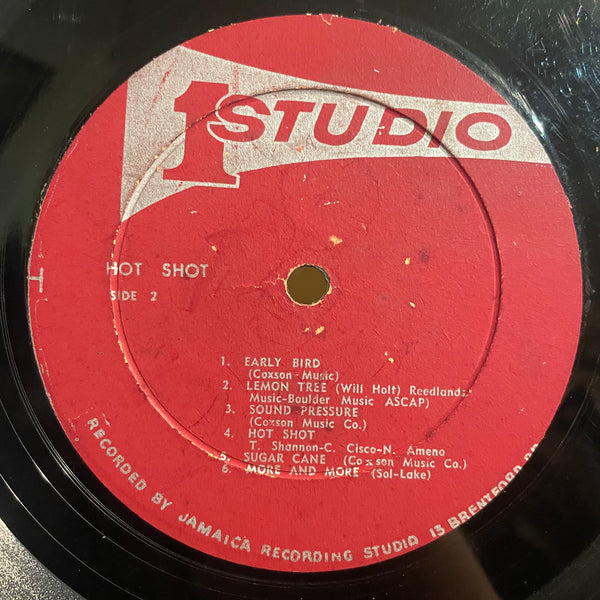 1 STUDIO
HOT SHOT
SIDE 2
1. EARLY BIRD
(Coxson Music)
2. LEMON TREE (Will Holt) Reedlands
Music-Boulder Music ASCAP)
3. SOUND PRESSURE
(Coxson Music Co.)
4. HOT SHOT
T. Shannon-C. Cisco-N. Ameno
5. SUGAR CANE (Coxson Music Co.)
6. MORE AND MORE (Sol-Lake)
RECORDED BY JAMAICA RECORDING STUDIO 13 BRENTFORD